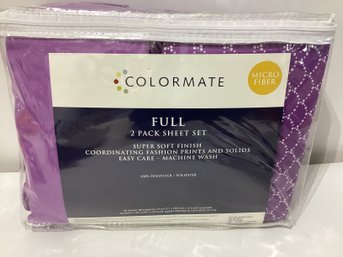 COLORMATE
MICRO
FIBER
FULL
2 PACK SHEET SET
SUPER SOFT FINISH
COORDINATING FASHION PRINTS AND SOLIDS
EASY CARE - MACHINE WASH
100% POLYESTER / POLIESTER